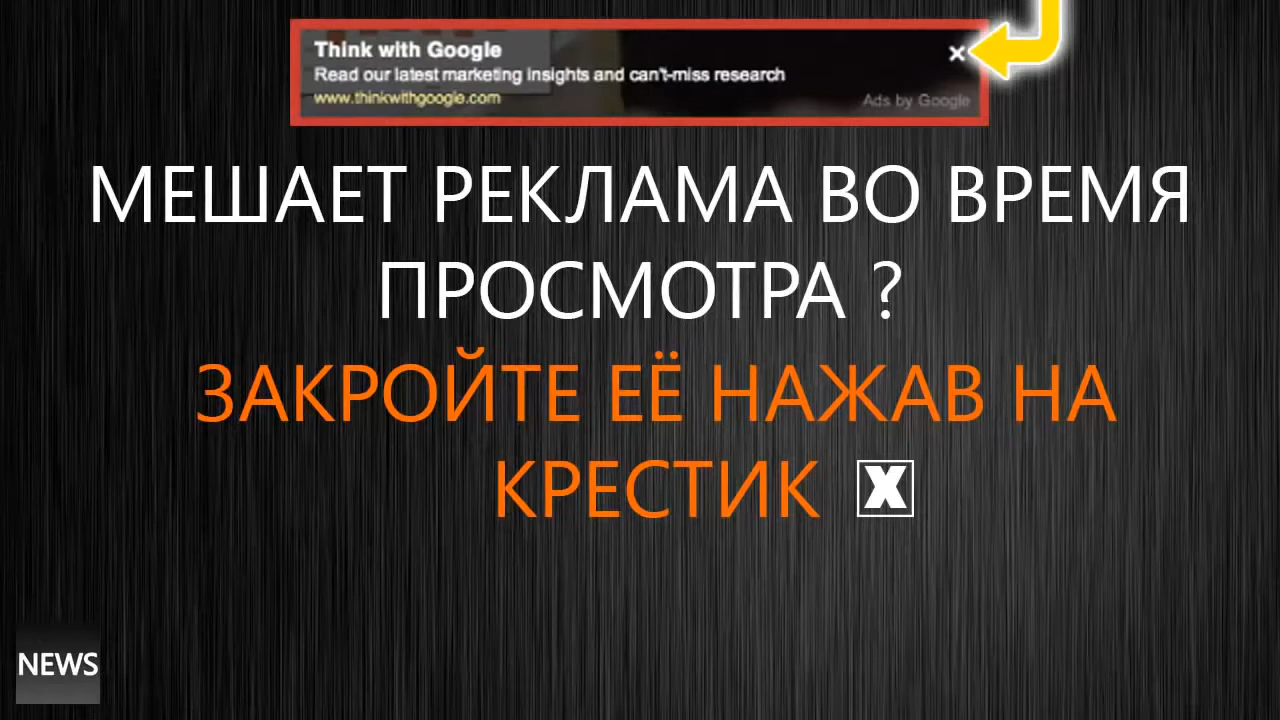 Think with Google
Read our latest marketing insights and can't-miss research
www.thinkwithgoogle.com
Ads by Google
МЕШАЕТ РЕКЛАМА ВО ВРЕМЯ
ПРОСМОТРА ?
ЗАКРОЙТЕ ЕЁ НАЖАВ НА
КРЕСТИК X
NEWS